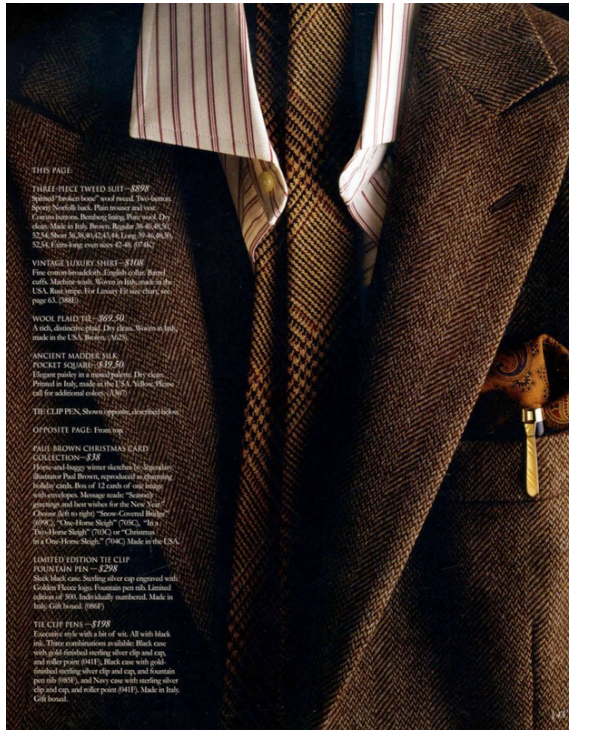 THIS PAGE:
THREE-PIECE TWEED SUIT—$898
Spirited "broken bone" wool tweed. Two-button.
Sporty Norfolk back. Plain trouser and vest.
Corozo buttons. Bemberg lining. Pure wool. Dry
clean. Made in Italy. Brown. Regular 36-46,48,50,
52,54; Short 36,38,40,42,43,44; Long 39-46,48,50,
52,54, Extra-long even sizes 42-48. (074K)
VINTAGE LUXURY SHIRT—$108
Fine cotton broadcloth. English collar. Barrel
cuffs. Machine wash. Woven in Italy, made in the
USA. Rust stripe. For Luxury Fit size chart, see
page 63. (388E)
WOOL PLAID TIE—$69.50
A rich, distinctive plaid. Dry clean. Woven in Italy,
made in the USA. Brown. (A625)
ANCIENT MADDER SILK
POCKET SQUARE—$39.50
Elegant paisley in a muted palette. Dry clean.
Printed in Italy, made in the USA. Yellow. Please
call for additional colors. (A367)
TIE CLIP PEN, Shown opposite, described below.
OPPOSITE PAGE: From top
PAUL BROWN CHRISTMAS CARD
COLLECTION—$38
Horse-and-buggy winter sketches by legendary
illustrator Paul Brown, reproduced as charming
holiday cards. Box of 12 cards of one image
with envelopes. Message reads: "Season's
greetings and best wishes for the New Year."
Choose (left to right) "Snow-Covered Bridge"
(699C), "One-Horse Sleigh" (705C), "In a
Two-Horse Sleigh" (703C) or "Christmas
in a One-Horse Sleigh." (704C) Made in the USA.
LIMITED EDITION TIE CLIP
FOUNTAIN PEN—$298
Sleek black case. Sterling silver cap engraved with
Golden Fleece logo. Fountain pen nib. Limited
edition of 300. Individually numbered. Made in
Italy. Gift boxed. (086F)
TIE CLIP PENS—$198
Executive style with a bit of wit. All with black
ink. Three combinations available: Black case
with gold-finished sterling silver clip and cap,
and roller point (041F), Black case with gold-
finished sterling silver clip and cap, and fountain
pen nib (085F), and Navy case with sterling silver
clip and cap, and roller point (041F). Made in Italy.
Gift boxed.